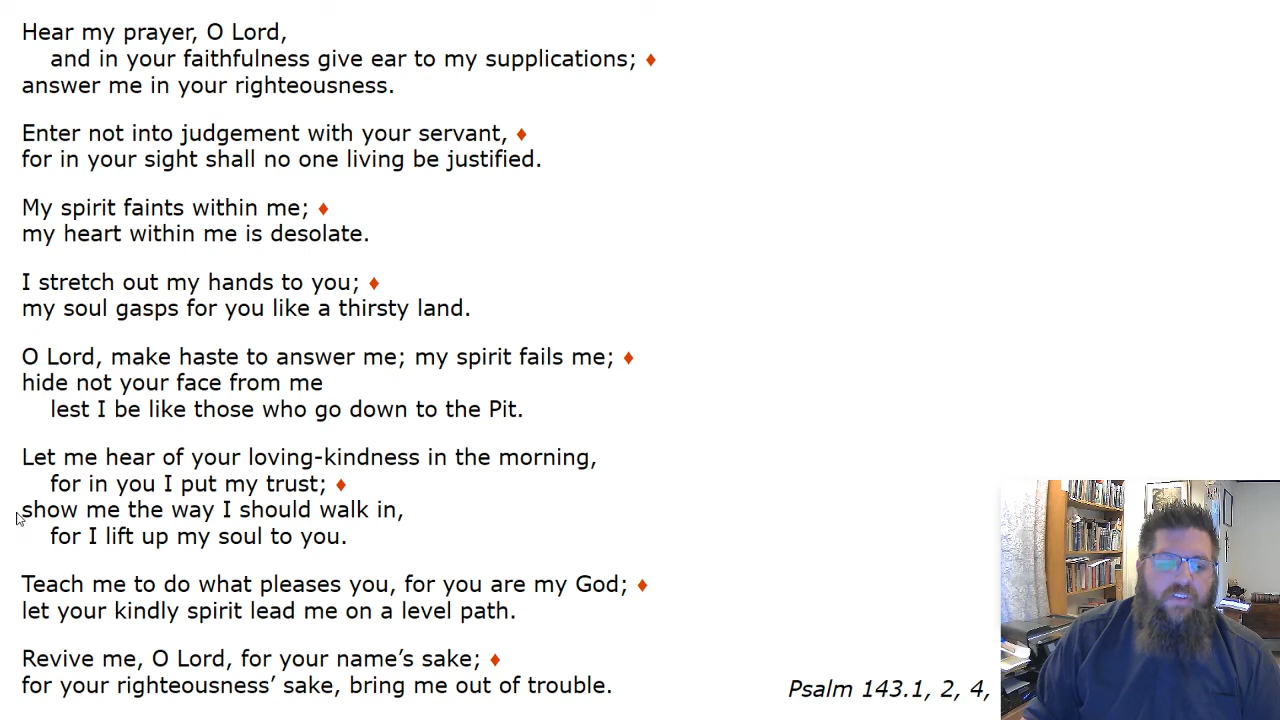 Hear my prayer, O Lord,
and in your faithfulness give ear to my supplications; ♦
answer me in your righteousness.
Enter not into judgement with your servant, ♦
for in your sight shall no one living be justified.
My spirit faints within me; ♦
my heart within me is desolate.
I stretch out my hands to you; ♦
my soul gasps for you like a thirsty land.
O Lord, make haste to answer me; my spirit fails me; ♦
hide not your face from me
lest I be like those who go down to the Pit.
Let me hear of your loving-kindness in the morning,
for in you I put my trust; ♦
show me the way I should walk in,
for I lift up my soul to you.
Teach me to do what pleases you, for you are my God; ♦
let your kindly spirit lead me on a level path.
Revive me, O Lord, for your name’s sake; ♦
for your righteousness’ sake, bring me out of trouble.
Psalm 143.1, 2, 4,